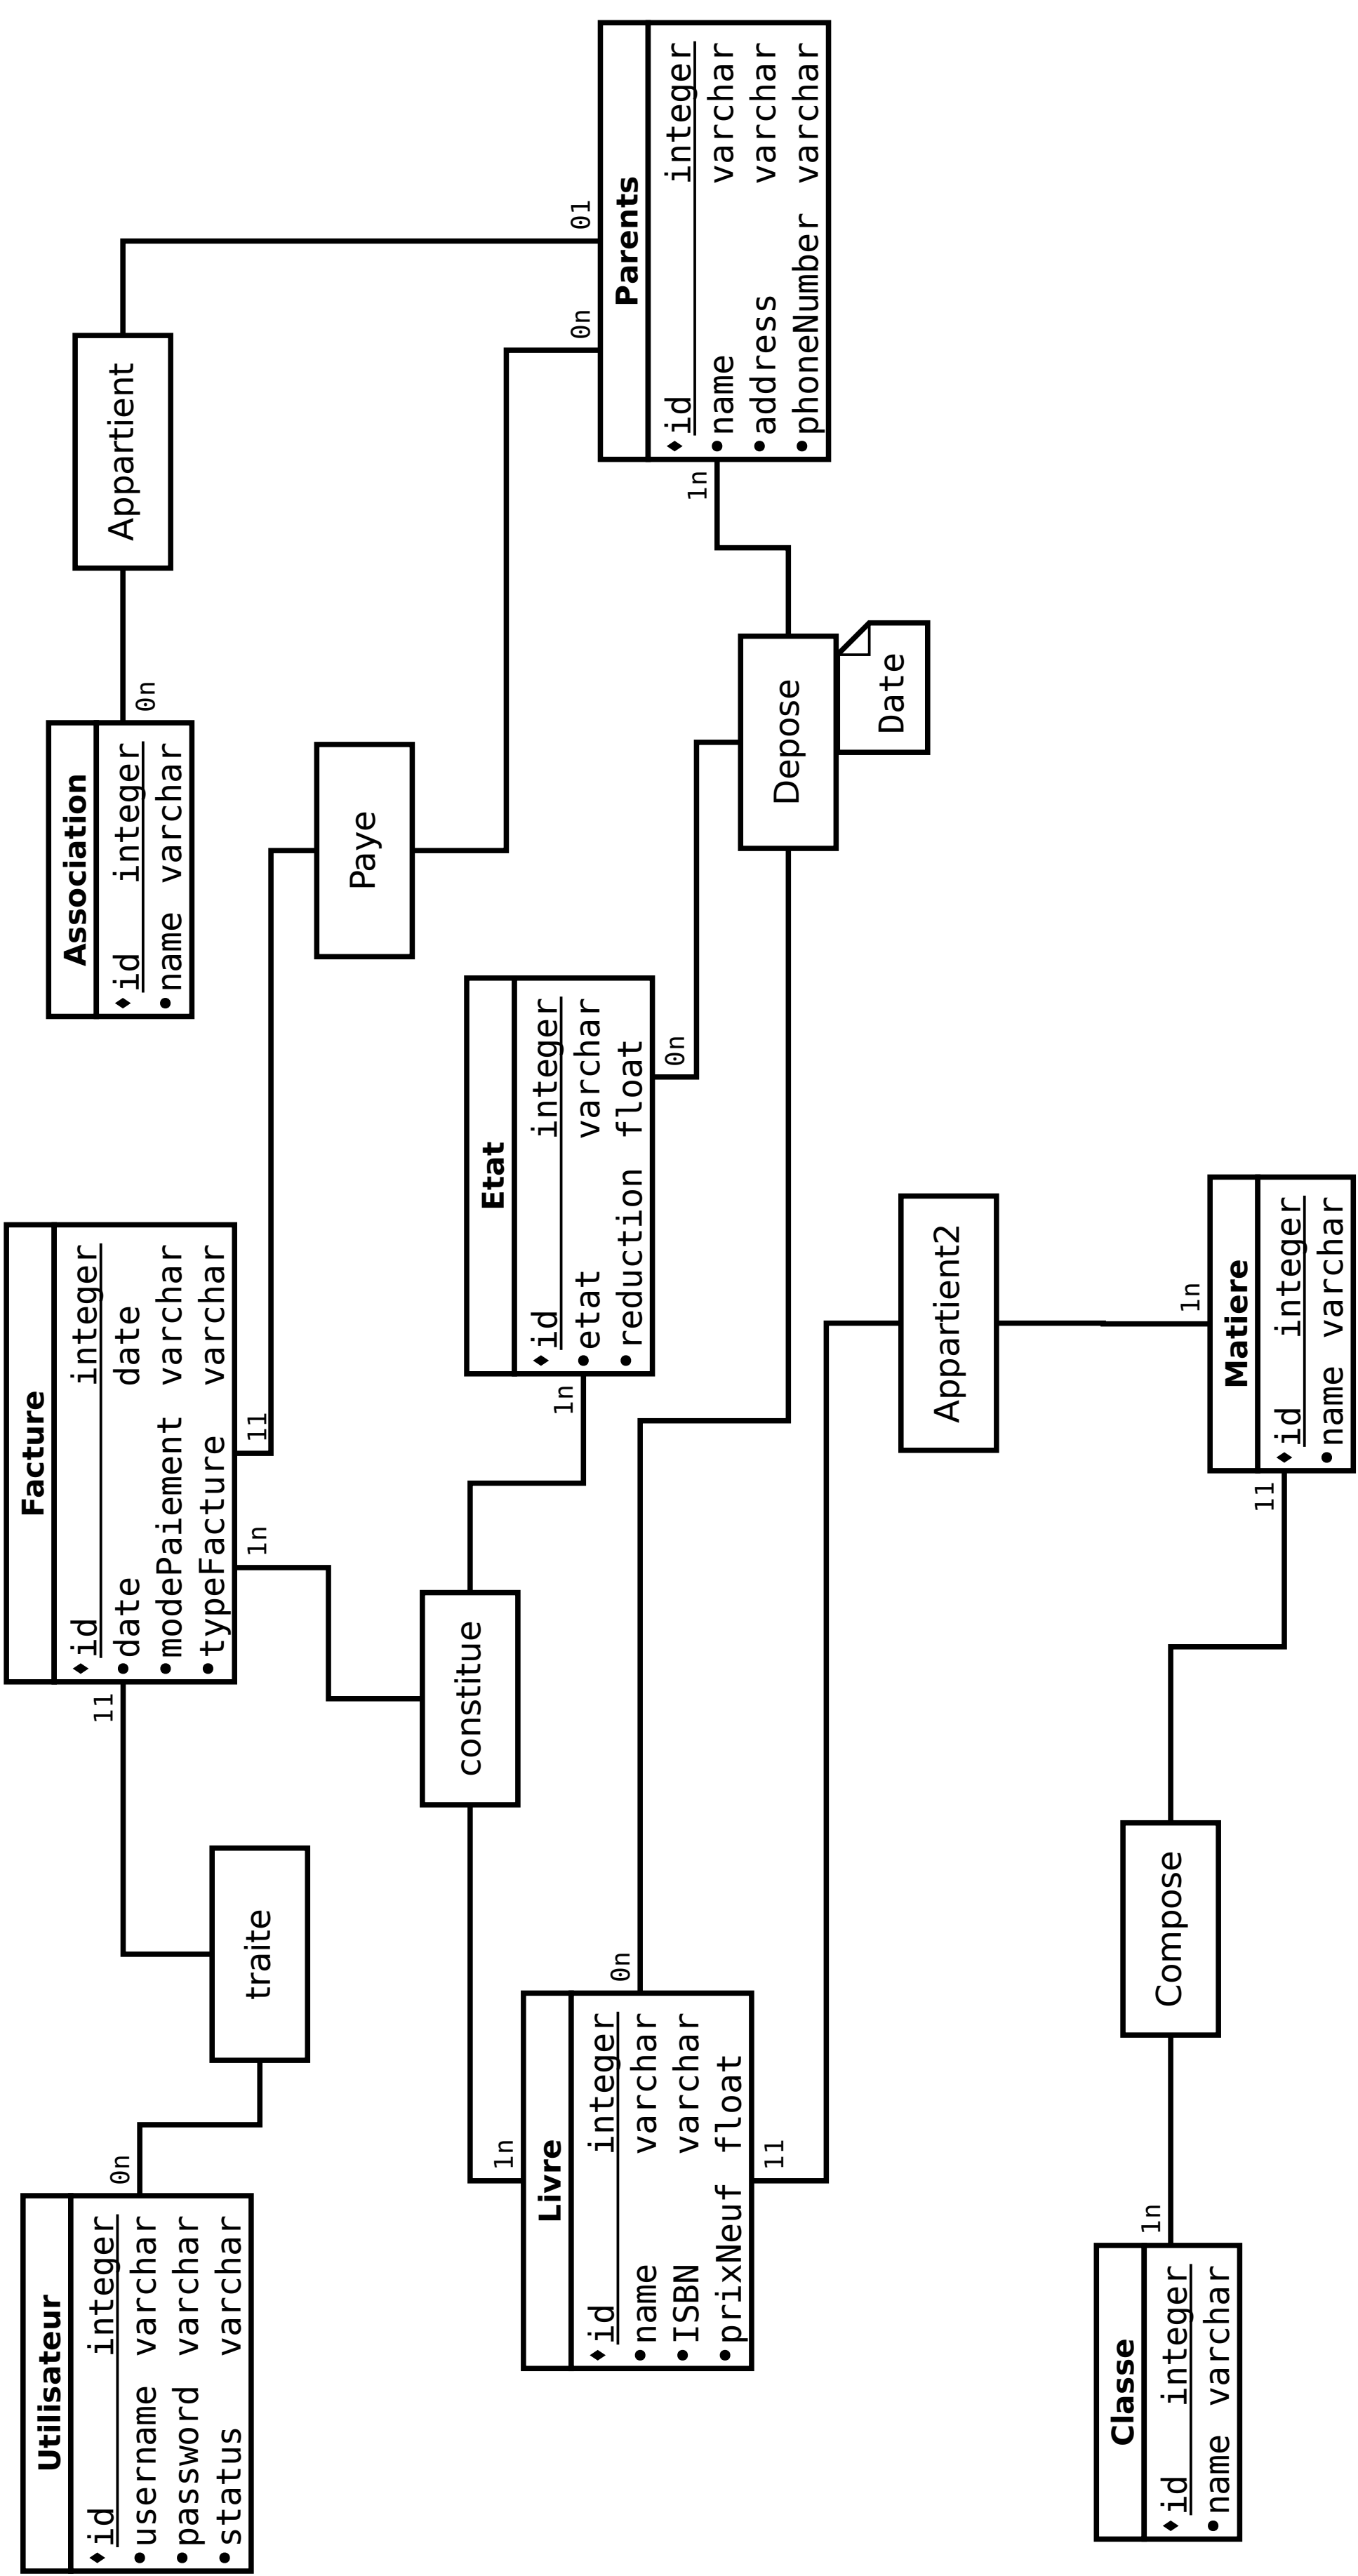 Utilisateur
id integer
username varchar
password varchar
status varchar
0n
traite
11
Facture
id integer
date date
modePaiement varchar
typeFacture varchar
1n
11
Association
id integer
name varchar
0n
Appartient
01
Paye
0n
constitue
1n
Etat
id integer
etat varchar
reduction float
0n
Livre
id integer
name varchar
ISBN varchar
prixNeuf float
1n
0n
11
Parents
id integer
name varchar
address varchar
phoneNumber varchar
1n
Depose
Date
Appartient2
1n
Classe
id integer
name varchar
1n
Compose
11
Matiere
id integer
name varchar